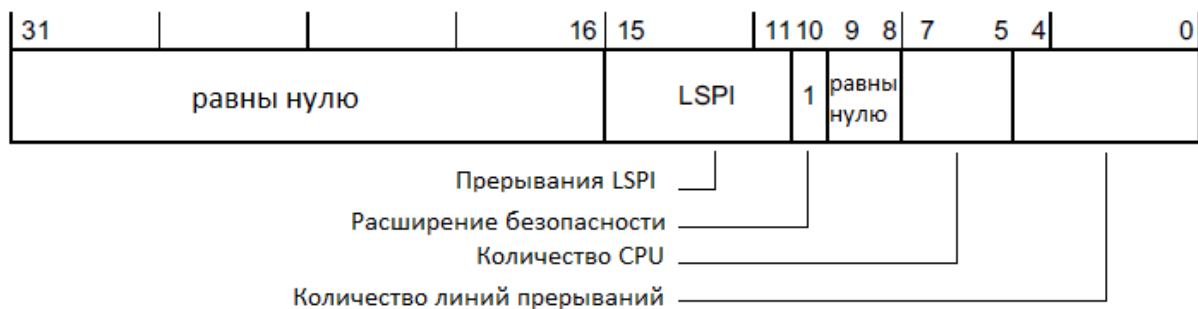 31 16 15 11 10 9 8 7 5 4 0
равны нулю LSPI 1 равны
нулю
Прерывания LSPI
Расширение безопасности
Количество CPU
Количество линий прерываний